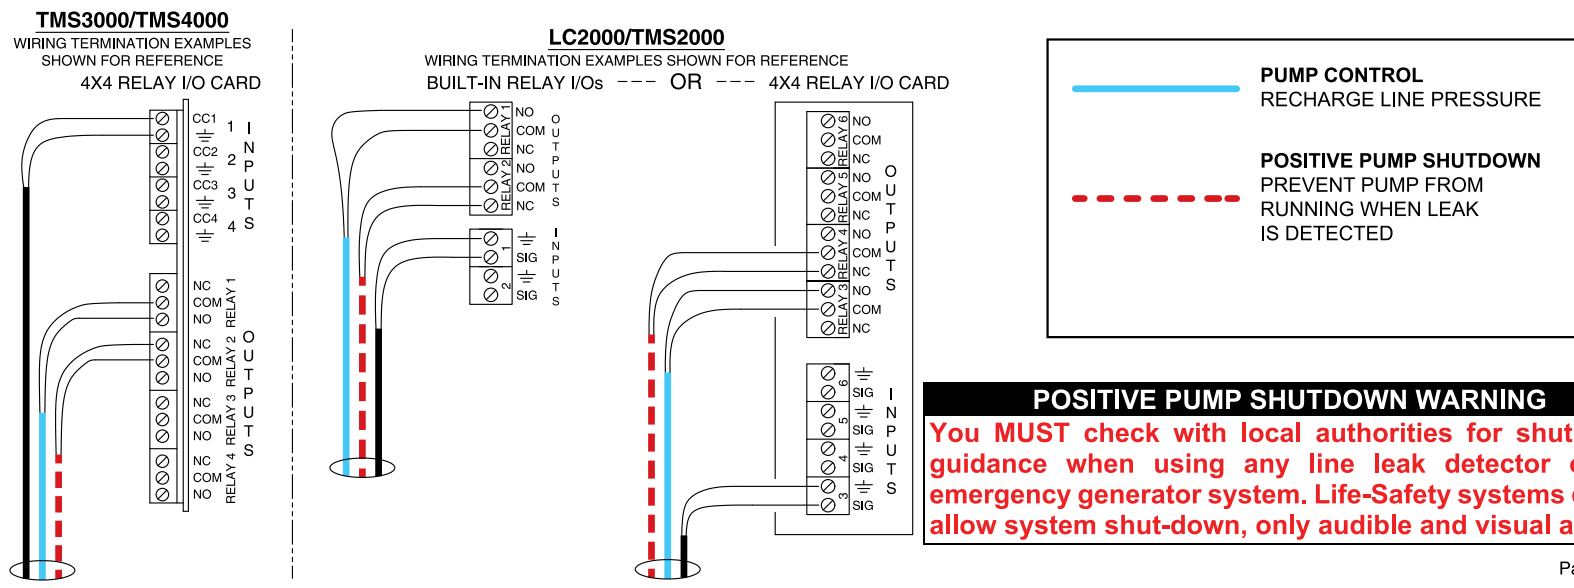 TMS3000/TMS4000
WIRING TERMINATION EXAMPLES
SHOWN FOR REFERENCE
4X4 RELAY I/O CARD
CC1
CC2
CC3
CC4
1
2
3
4
INPUTS
NC
COM
NO
RELAY 1
NC
COM
NO
RELAY 2
NC
COM
NO
RELAY 3
NC
COM
NO
RELAY 4
OUTPUTS
LC2000/TMS2000
WIRING TERMINATION EXAMPLES SHOWN FOR REFERENCE
BUILT-IN RELAY I/Os --- OR --- 4X4 RELAY I/O CARD
RELAY 1
NO
COM
NC
RELAY 2
NO
COM
NC
OUTPUTS
1
SIG
2
SIG
INPUTS
RELAY 6
NO
COM
NC
RELAY 5
NO
COM
NC
RELAY 4
NO
COM
NC
RELAY 3
NO
COM
NC
OUTPUTS
6
SIG
5
SIG
4
SIG
3
SIG
INPUTS
PUMP CONTROL
RECHARGE LINE PRESSURE
POSITIVE PUMP SHUTDOWN
PREVENT PUMP FROM
RUNNING WHEN LEAK
IS DETECTED
POSITIVE PUMP SHUTDOWN WARNING
You MUST check with local authorities for shut
guidance when using any line leak detector
emergency generator system. Life-Safety systems
allow system shut-down, only audible and visual a
Pa